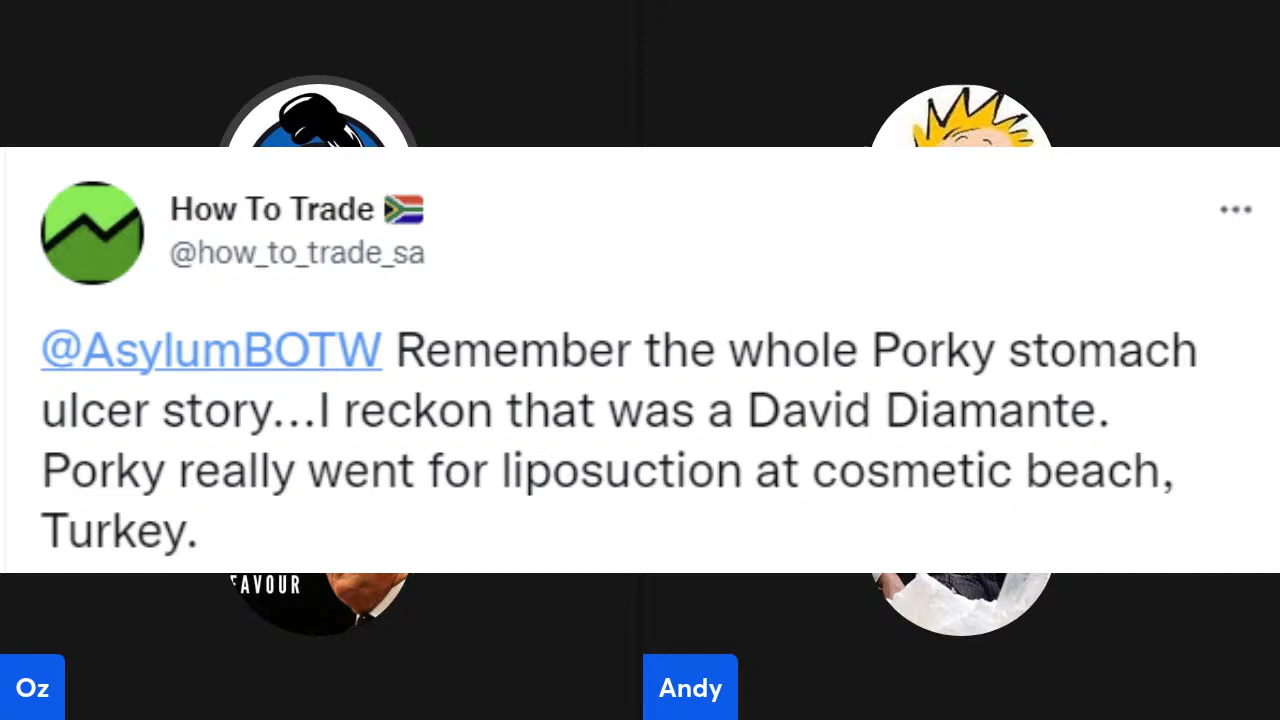 How To Trade 🇿🇦
@how_to_trade_sa
@AsylumBOTW Remember the whole Porky stomach
ulcer story...I reckon that was a David Diamante.
Porky really went for liposuction at cosmetic beach,
Turkey.
FAVOUR
Oz
Andy